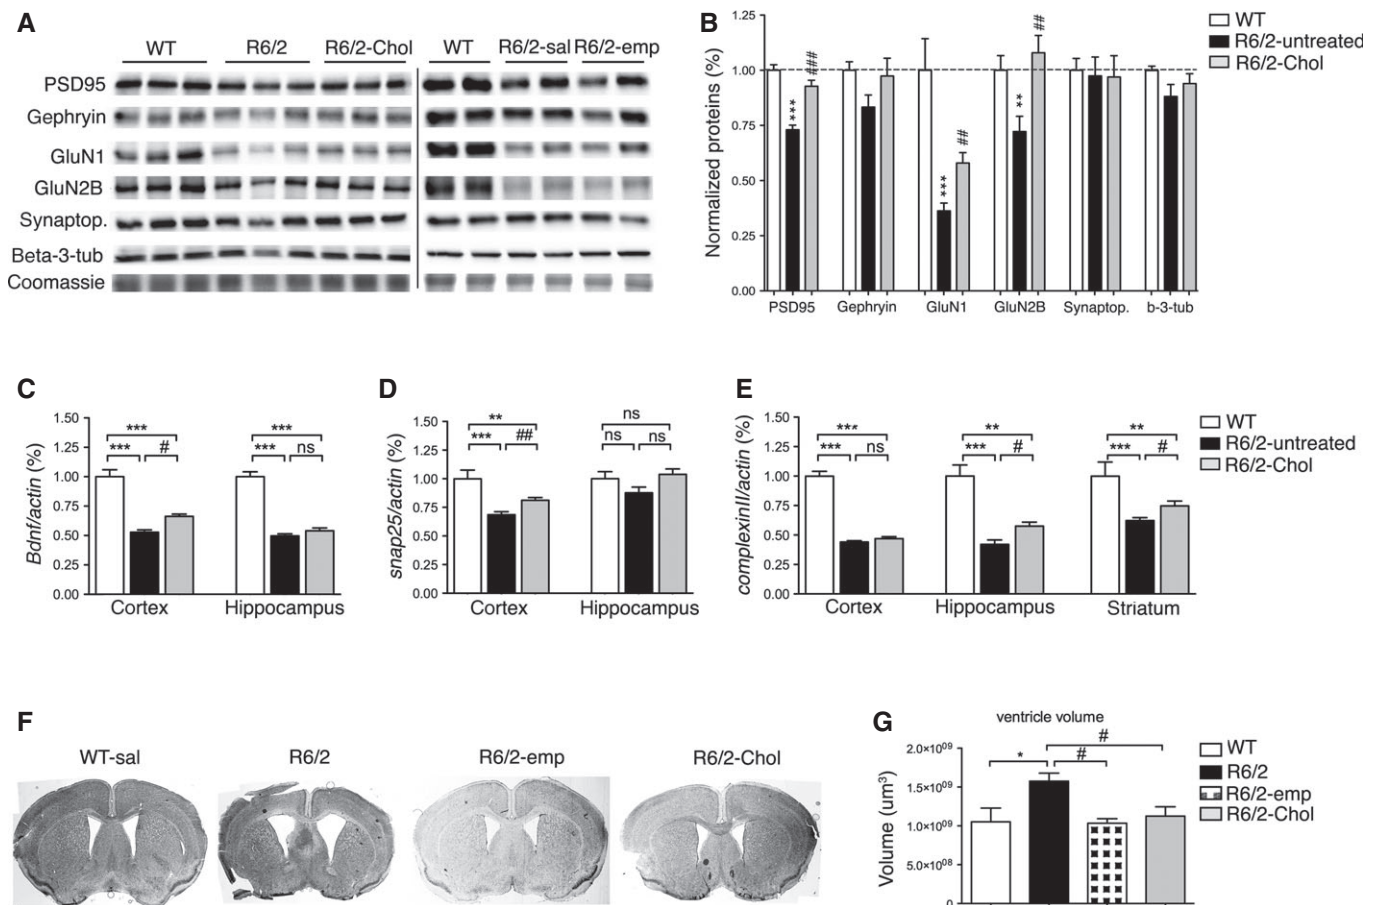 A
WT R6/2 R6/2-Chol WT R6/2-sal R6/2-emp
PSD95
Gephryin
GluN1
GluN2B
Synaptop.
Beta-3-tub
Coomassie
B
Normalized proteins (%)
1.25
1.00
0.75
0.50
0.25
0.00
*** ### *** ## ** ##
PSD95 Gephryin GluN1 GluN2B Synaptop. b-3-tub
WT
R6/2-untreated
R6/2-Chol
C
Bdnf/actin (%)
1.50
1.25
1.00
0.75
0.50
0.25
0.00
*** ***
*** # *** ns
Cortex Hippocampus
D
snap25/actin (%)
1.50
1.25
1.00
0.75
0.50
0.25
0.00
** ns
*** ## ns ns
Cortex Hippocampus
E
complexinII/actin (%)
1.50
1.25
1.00
0.75
0.50
0.25
0.00
*** ** **
*** ns *** # *** #
Cortex Hippocampus Striatum
WT
R6/2-untreated
R6/2-Chol
F
WT-sal R6/2 R6/2-emp R6/2-Chol
G
ventricle volume
Volume (um³)
2.0×10⁰⁹
1.5×10⁰⁹
1.0×10⁰⁹
5.0×10⁰⁸
0
#
* #
WT
R6/2
R6/2-emp
R6/2-Chol